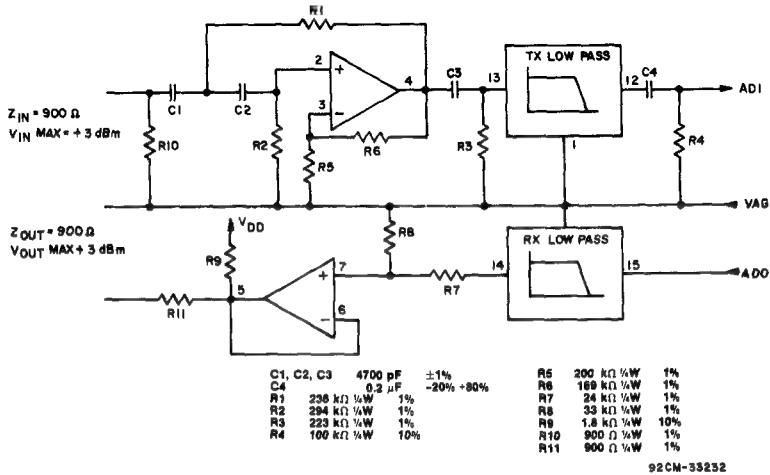 R1
TX LOW PASS
2
+
4
C3
13
12
C4
ADI
C1
C2
3
−
1
Z IN = 900 Ω
V IN MAX = + 3 dBm
R10
R2
R5
R6
R3
R4
VAG
Z OUT = 900 Ω
V OUT MAX + 3 dBm
V DD
R8
RX LOW PASS
R9
7
+
14
15
ADO
R7
5
6
−
R11
C1, C2, C3 4700 pF ±1%
C4 0.2 µF -20% +80%
R1 236 kΩ ¼W 1%
R2 294 kΩ ¼W 1%
R3 223 kΩ ¼W 1%
R4 100 kΩ ¼W 10%
R5 200 kΩ ¼W 1%
R6 169 kΩ ¼W 1%
R7 24 kΩ ¼W 1%
R8 33 kΩ ¼W 1%
R9 1.8 kΩ ¼W 10%
R10 900 Ω ¼W 1%
R11 900 Ω ¼W 1%
92CM-33232